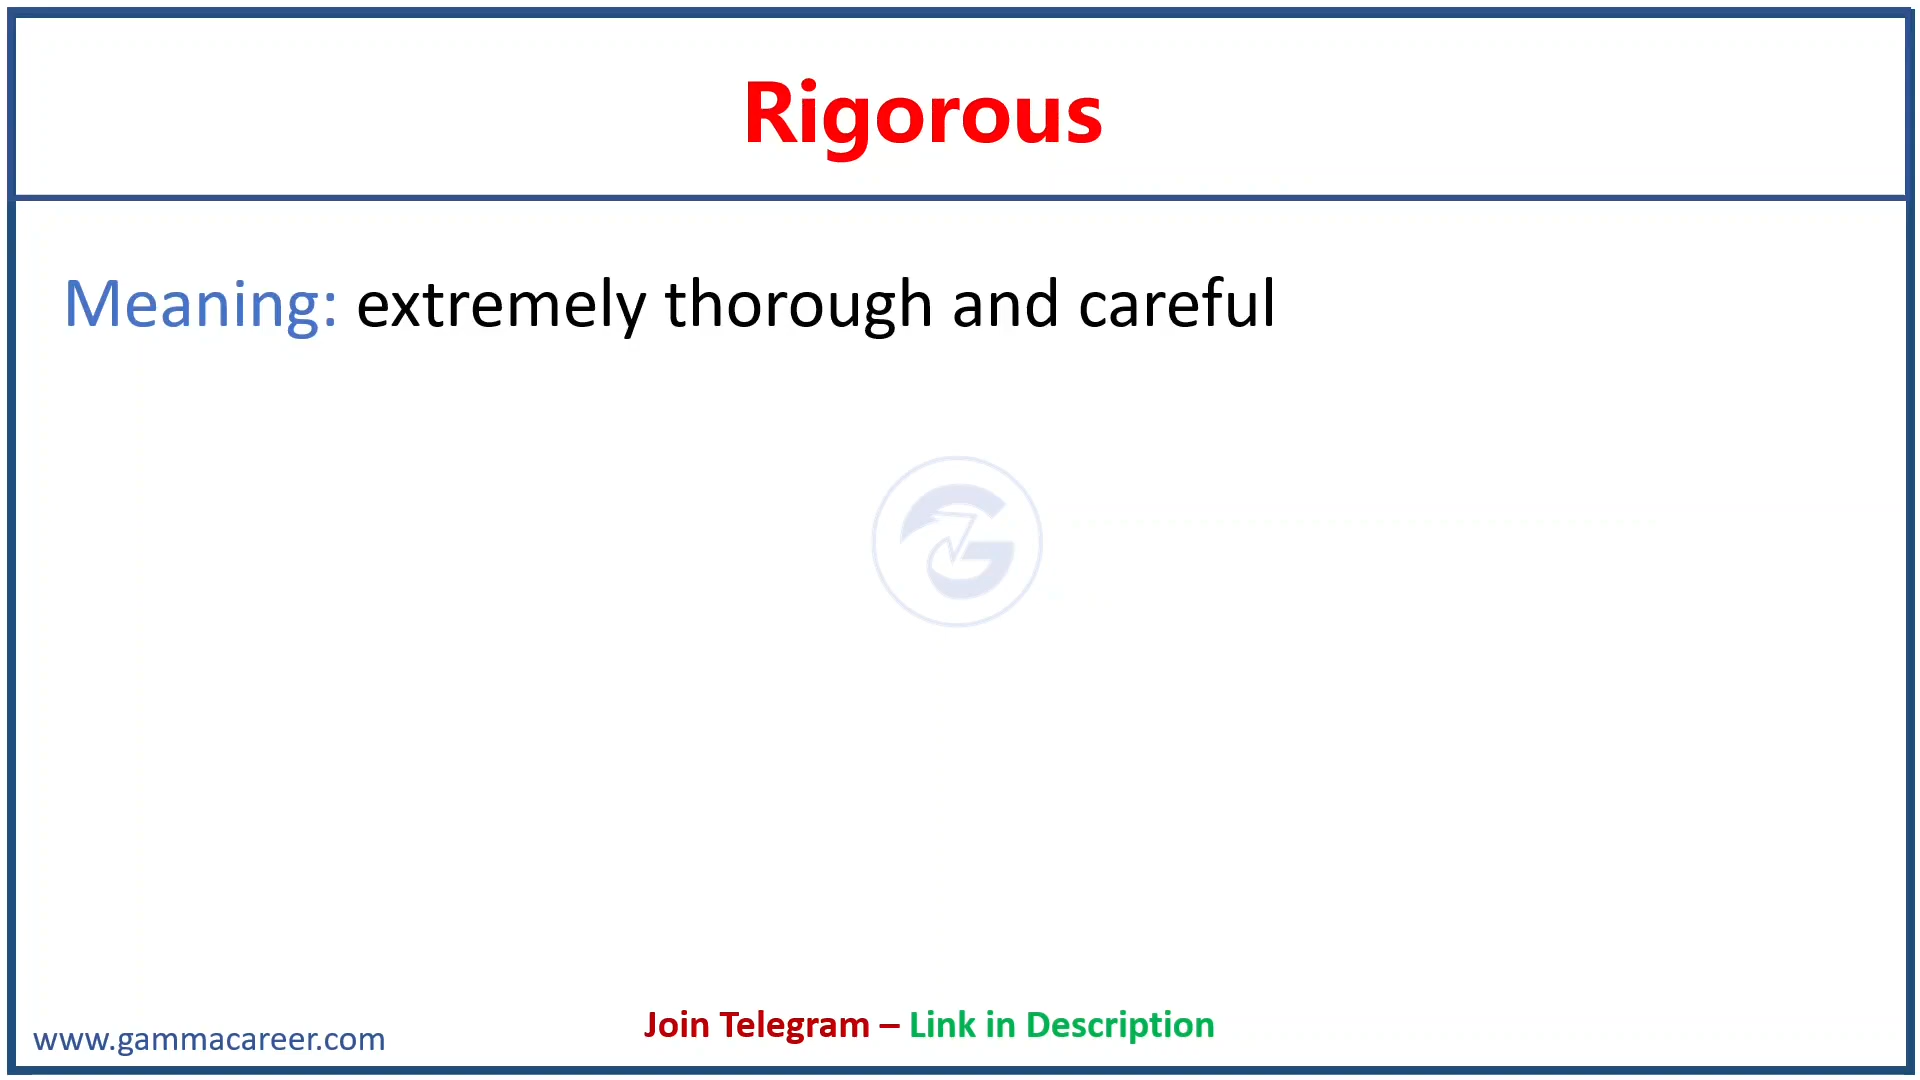 Rigorous
Meaning: extremely thorough and careful
Join Telegram – Link in Description
www.gammacareer.com